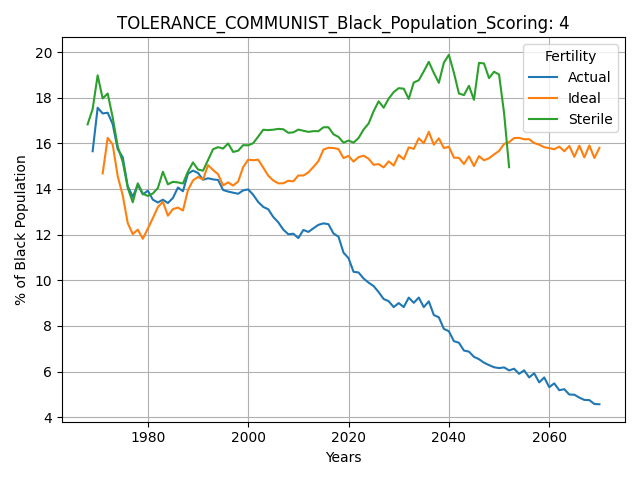 TOLERANCE_COMMUNIST_Black_Population_Scoring: 4
% of Black Population
20
18
16
14
12
10
8
6
4
Fertility
Actual
Ideal
Sterile
1980 2000 2020 2040 2060
Years